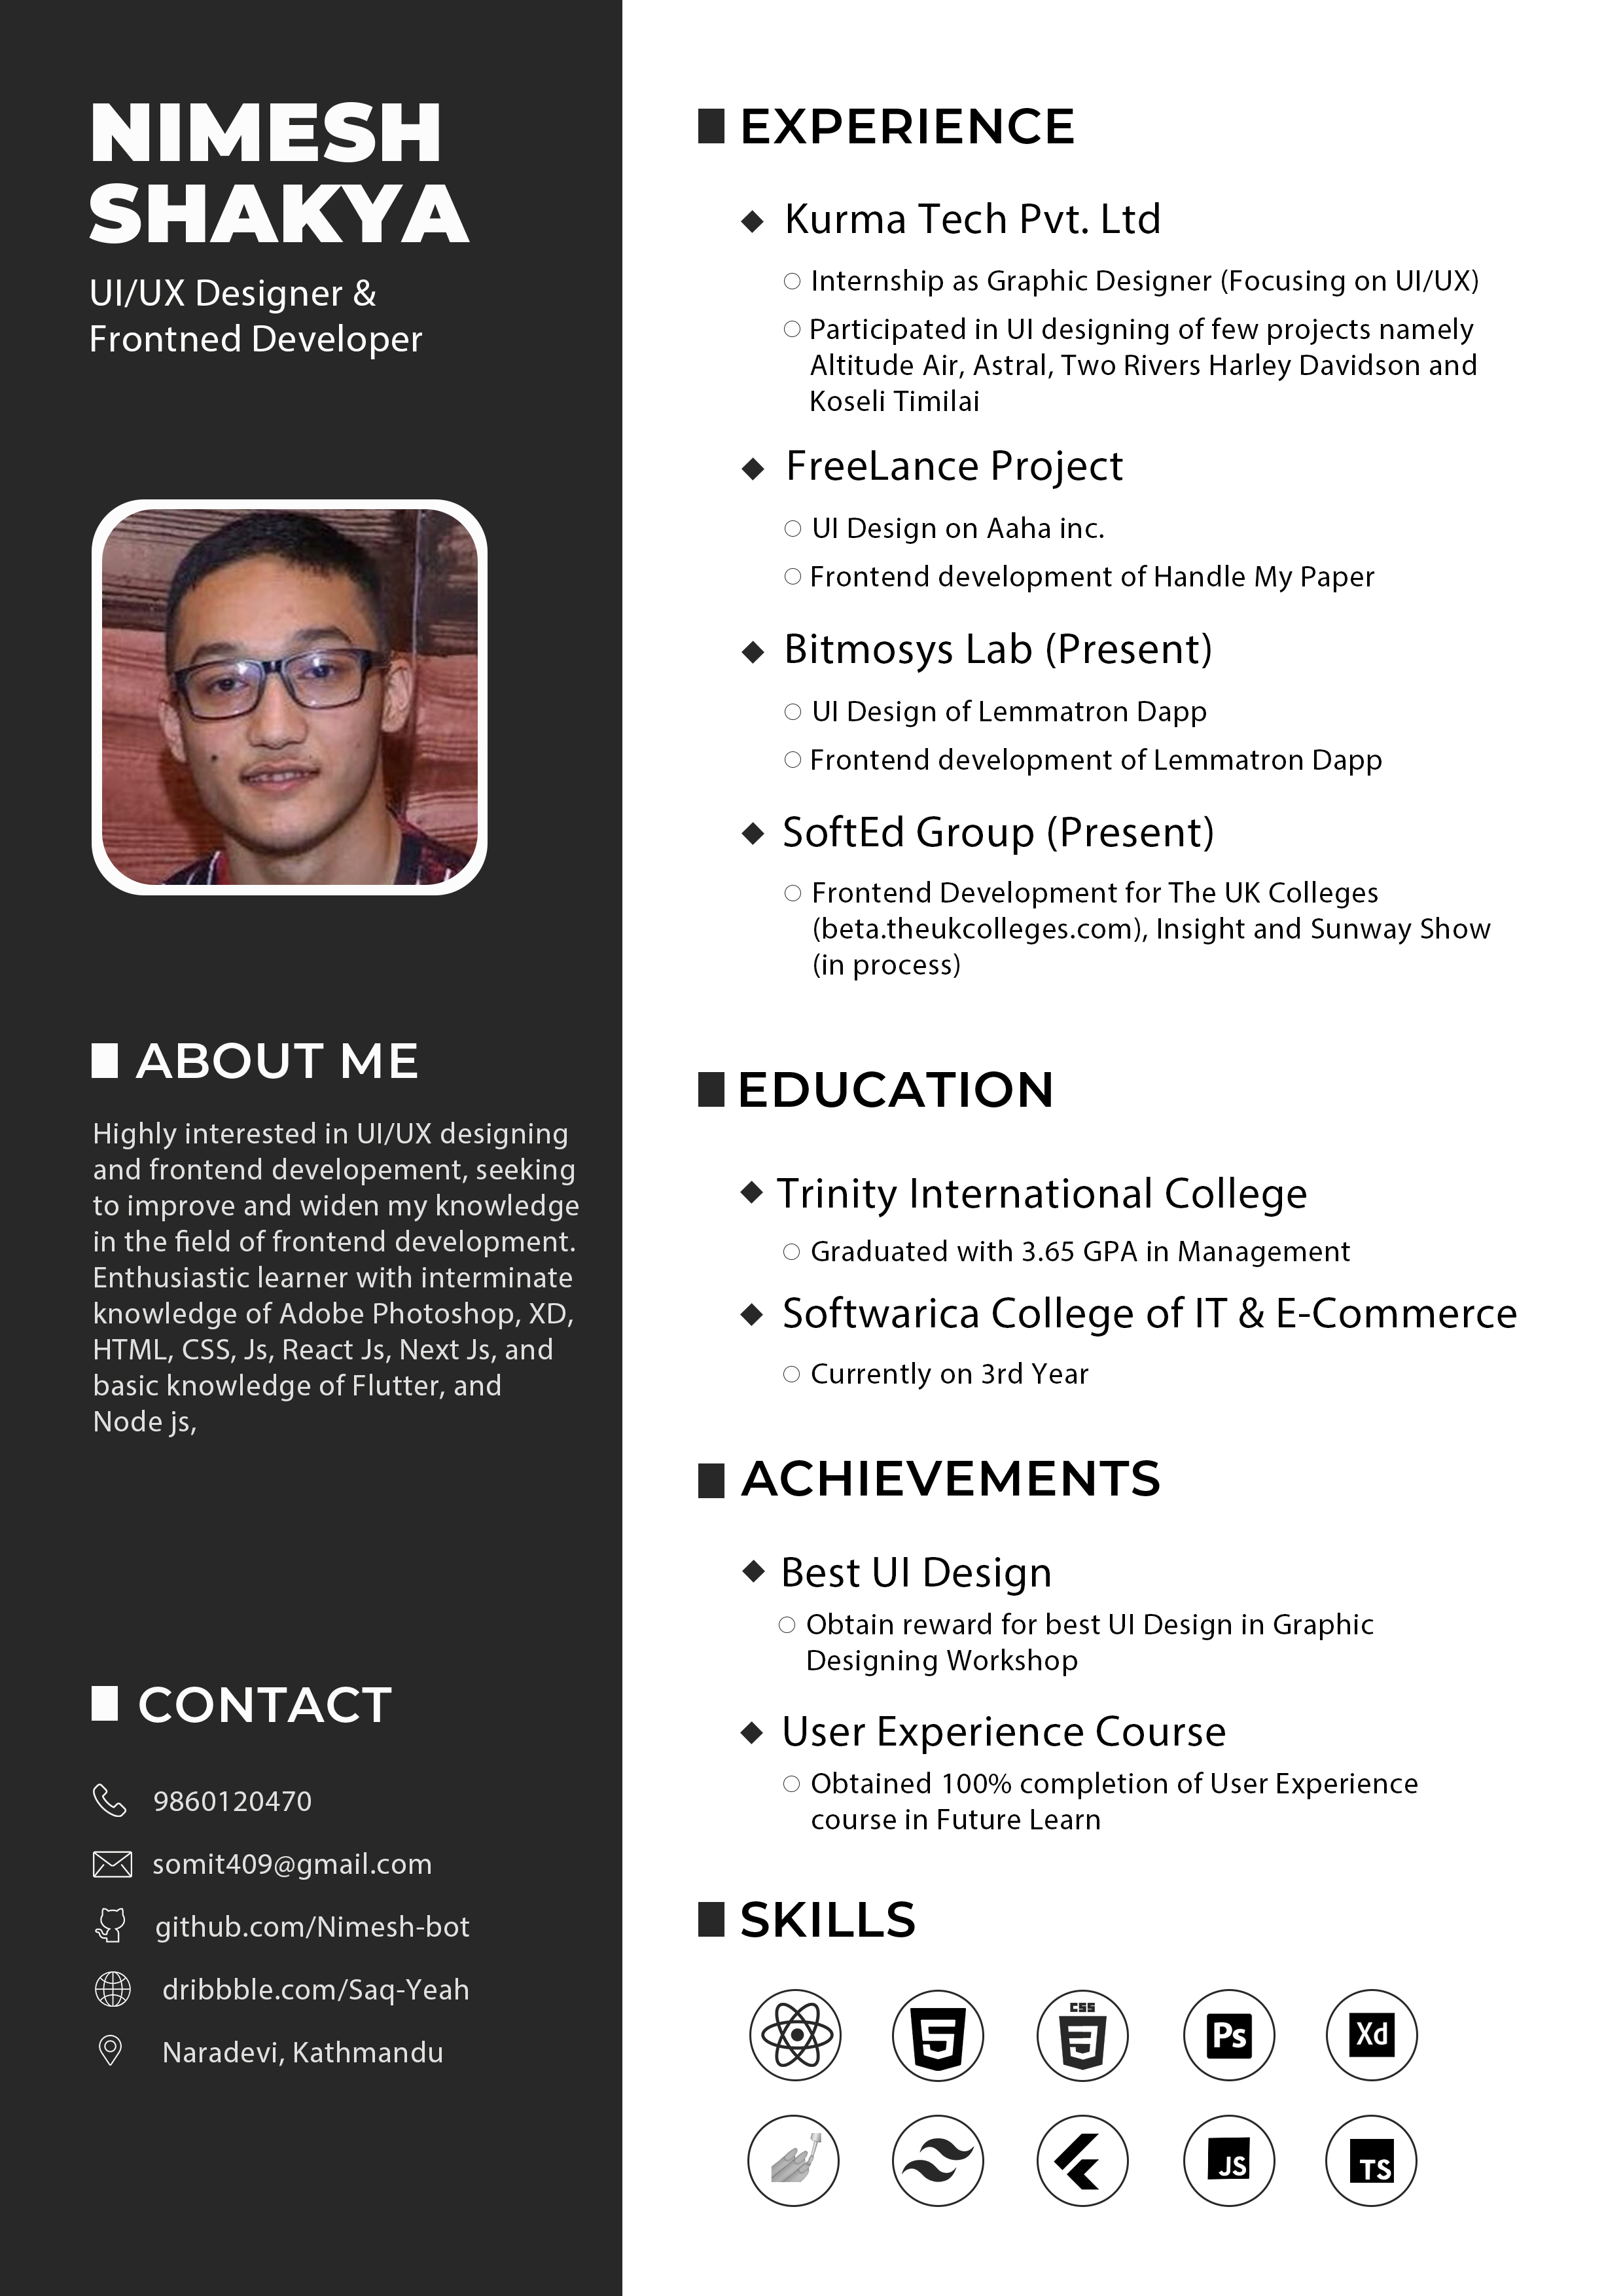 NIMESH
SHAKYA
UI/UX Designer &
Frontned Developer
ABOUT ME
Highly interested in UI/UX designing
and frontend developement, seeking
to improve and widen my knowledge
in the field of frontend development.
Enthusiastic learner with interminate
knowledge of Adobe Photoshop, XD,
HTML, CSS, Js, React Js, Next Js, and
basic knowledge of Flutter, and
Node js,
CONTACT
9860120470
somit409@gmail.com
github.com/Nimesh-bot
dribbble.com/Saq-Yeah
Naradevi, Kathmandu
EXPERIENCE
Kurma Tech Pvt. Ltd
Internship as Graphic Designer (Focusing on UI/UX)
Participated in UI designing of few projects namely
Altitude Air, Astral, Two Rivers Harley Davidson and
Koseli Timilai
FreeLance Project
UI Design on Aaha inc.
Frontend development of Handle My Paper
Bitmosys Lab (Present)
UI Design of Lemmatron Dapp
Frontend development of Lemmatron Dapp
SoftEd Group (Present)
Frontend Development for The UK Colleges
(beta.theukcolleges.com), Insight and Sunway Show
(in process)
EDUCATION
Trinity International College
Graduated with 3.65 GPA in Management
Softwarica College of IT & E-Commerce
Currently on 3rd Year
ACHIEVEMENTS
Best UI Design
Obtain reward for best UI Design in Graphic
Designing Workshop
User Experience Course
Obtained 100% completion of User Experience
course in Future Learn
SKILLS
5 CSS 3 Ps Xd
JS TS